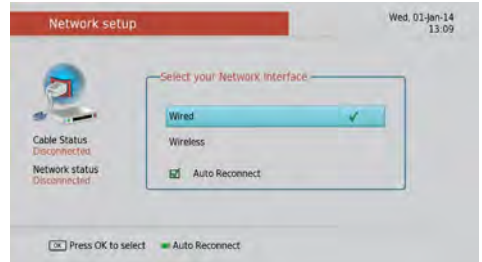 Network setup
Wed, 01-Jan-14
13:09
Select your Network Interface
Wired
Cable Status
Disconnected
Wireless
Network status
Disconnected
Auto Reconnect
OK Press OK to select Auto Reconnect